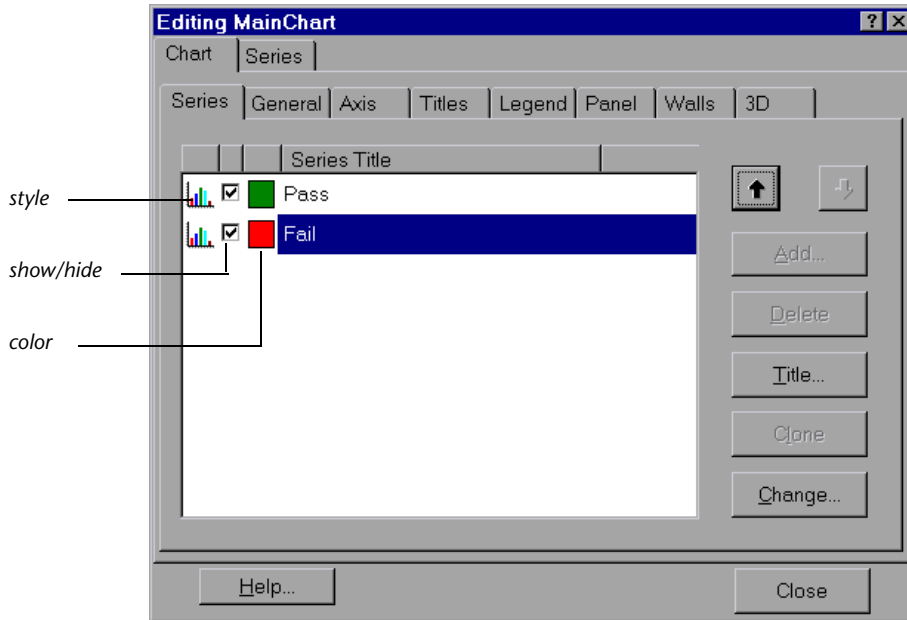 Editing MainChart
Chart Series
Series General Axis Titles Legend Panel Walls 3D
Series Title
style
Pass
Fail
show/hide
color
Add...
Delete
Title...
Clone
Change...
Help...
Close